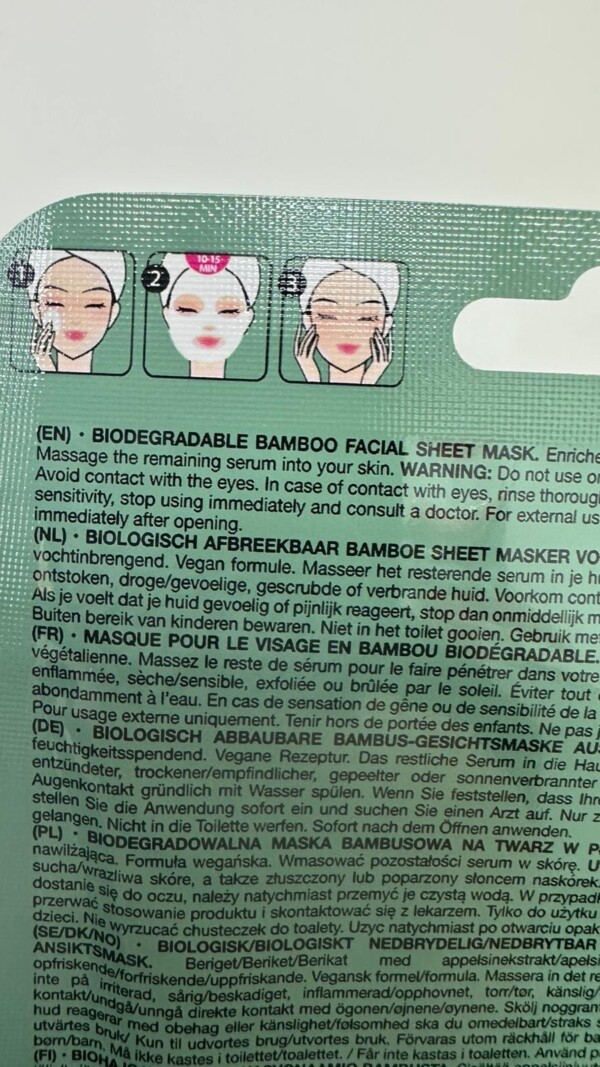 1
2
10-15
MIN
3
(EN) • BIODEGRADABLE BAMBOO FACIAL SHEET MASK. Enriche
Massage the remaining serum into your skin. WARNING: Do not use o
Avoid contact with the eyes. In case of contact with eyes, rinse thoroug
sensitivity, stop using immediately and consult a doctor. For external us
immediately after opening.
(NL) • BIOLOGISCH AFBREEKBAAR BAMBOE SHEET MASKER VO
vochtinbrengend. Vegan formule. Masseer het resterende serum in je h
ontstoken, droge/gevoelige, gescrubde of verbrande huid. Voorkom cont
Als je voelt dat je huid gevoelig of pijnlijk reageert, stop dan onmiddellijk m
Buiten bereik van kinderen bewaren. Niet in het toilet gooien. Gebruik me
(FR) • MASQUE POUR LE VISAGE EN BAMBOU BIODÉGRADABLE.
végétalienne. Massez le reste de sérum pour le faire pénétrer dans votre
enflammée, sèche/sensible, exfoliée ou brûlée par le soleil. Éviter tout
abondamment à l'eau. En cas de sensation de gêne ou de sensibilité de la
Pour usage externe uniquement. Tenir hors de portée des enfants. Ne pas j
(DE) • BIOLOGISCH ABBAUBARE BAMBUS-GESICHTSMASKE AU
feuchtigkeitsspendend. Vegane Rezeptur. Das restliche Serum in die Hau
entzündeter, trockener/empfindlicher, gepeelter oder sonnenverbrannter
Augenkontakt gründlich mit Wasser spülen. Wenn Sie feststellen, dass Ihr
stellen Sie die Anwendung sofort ein und suchen Sie einen Arzt auf. Nur z
gelangen. Nicht in die Toilette werfen. Sofort nach dem Öffnen anwenden.
(PL) • BIODEGRADOWALNA MASKA BAMBUSOWA NA TWARZ W P
nawilżająca. Formuła wegańska. Wmasować pozostałości serum w skórę. U
sucha/wrazliwa skóre, a takze złuszczony lub poparzony słoncem naskórek.
dostanie się do oczu, należy natychmiast przemyć je czystą wodą. W przypad
przerwać stosowanie produktu i skontaktować się z lekarzem. Tylko do użytku
dzieci. Nie wyrzucać chusteczek do toalety. Uzyc natychmiast po otwarciu opak
(SE/DK/NO) • BIOLOGISK/BIOLOGISKT NEDBRYDELIG/NEDBRYTBAR
ANSIKTSMASK. Beriget/Beriket/Berikat med appelsinekstrakt/apelsi
opfriskende/forfriskende/uppfriskande. Vegansk formel/formula. Massera in det re
inte på irriterad, sårig/beskadiget, inflammerad/opphovnet, torr/tør, känslig/
kontakt/undgå/unngå direkte kontakt med ögonen/øjnene/øynene. Skölj noggran
hud reagerar med obehag eller känslighet/følsomhed ska du omedelbart/straks s
utvärtes bruk/ Kun til udvortes brug/utvortes bruk. Förvaras utom räckhåll för ba
børn/barn. Må ikke kastes i toilettet/toalettet. / Får inte kastas i toaletten. Använd p
(FI) •